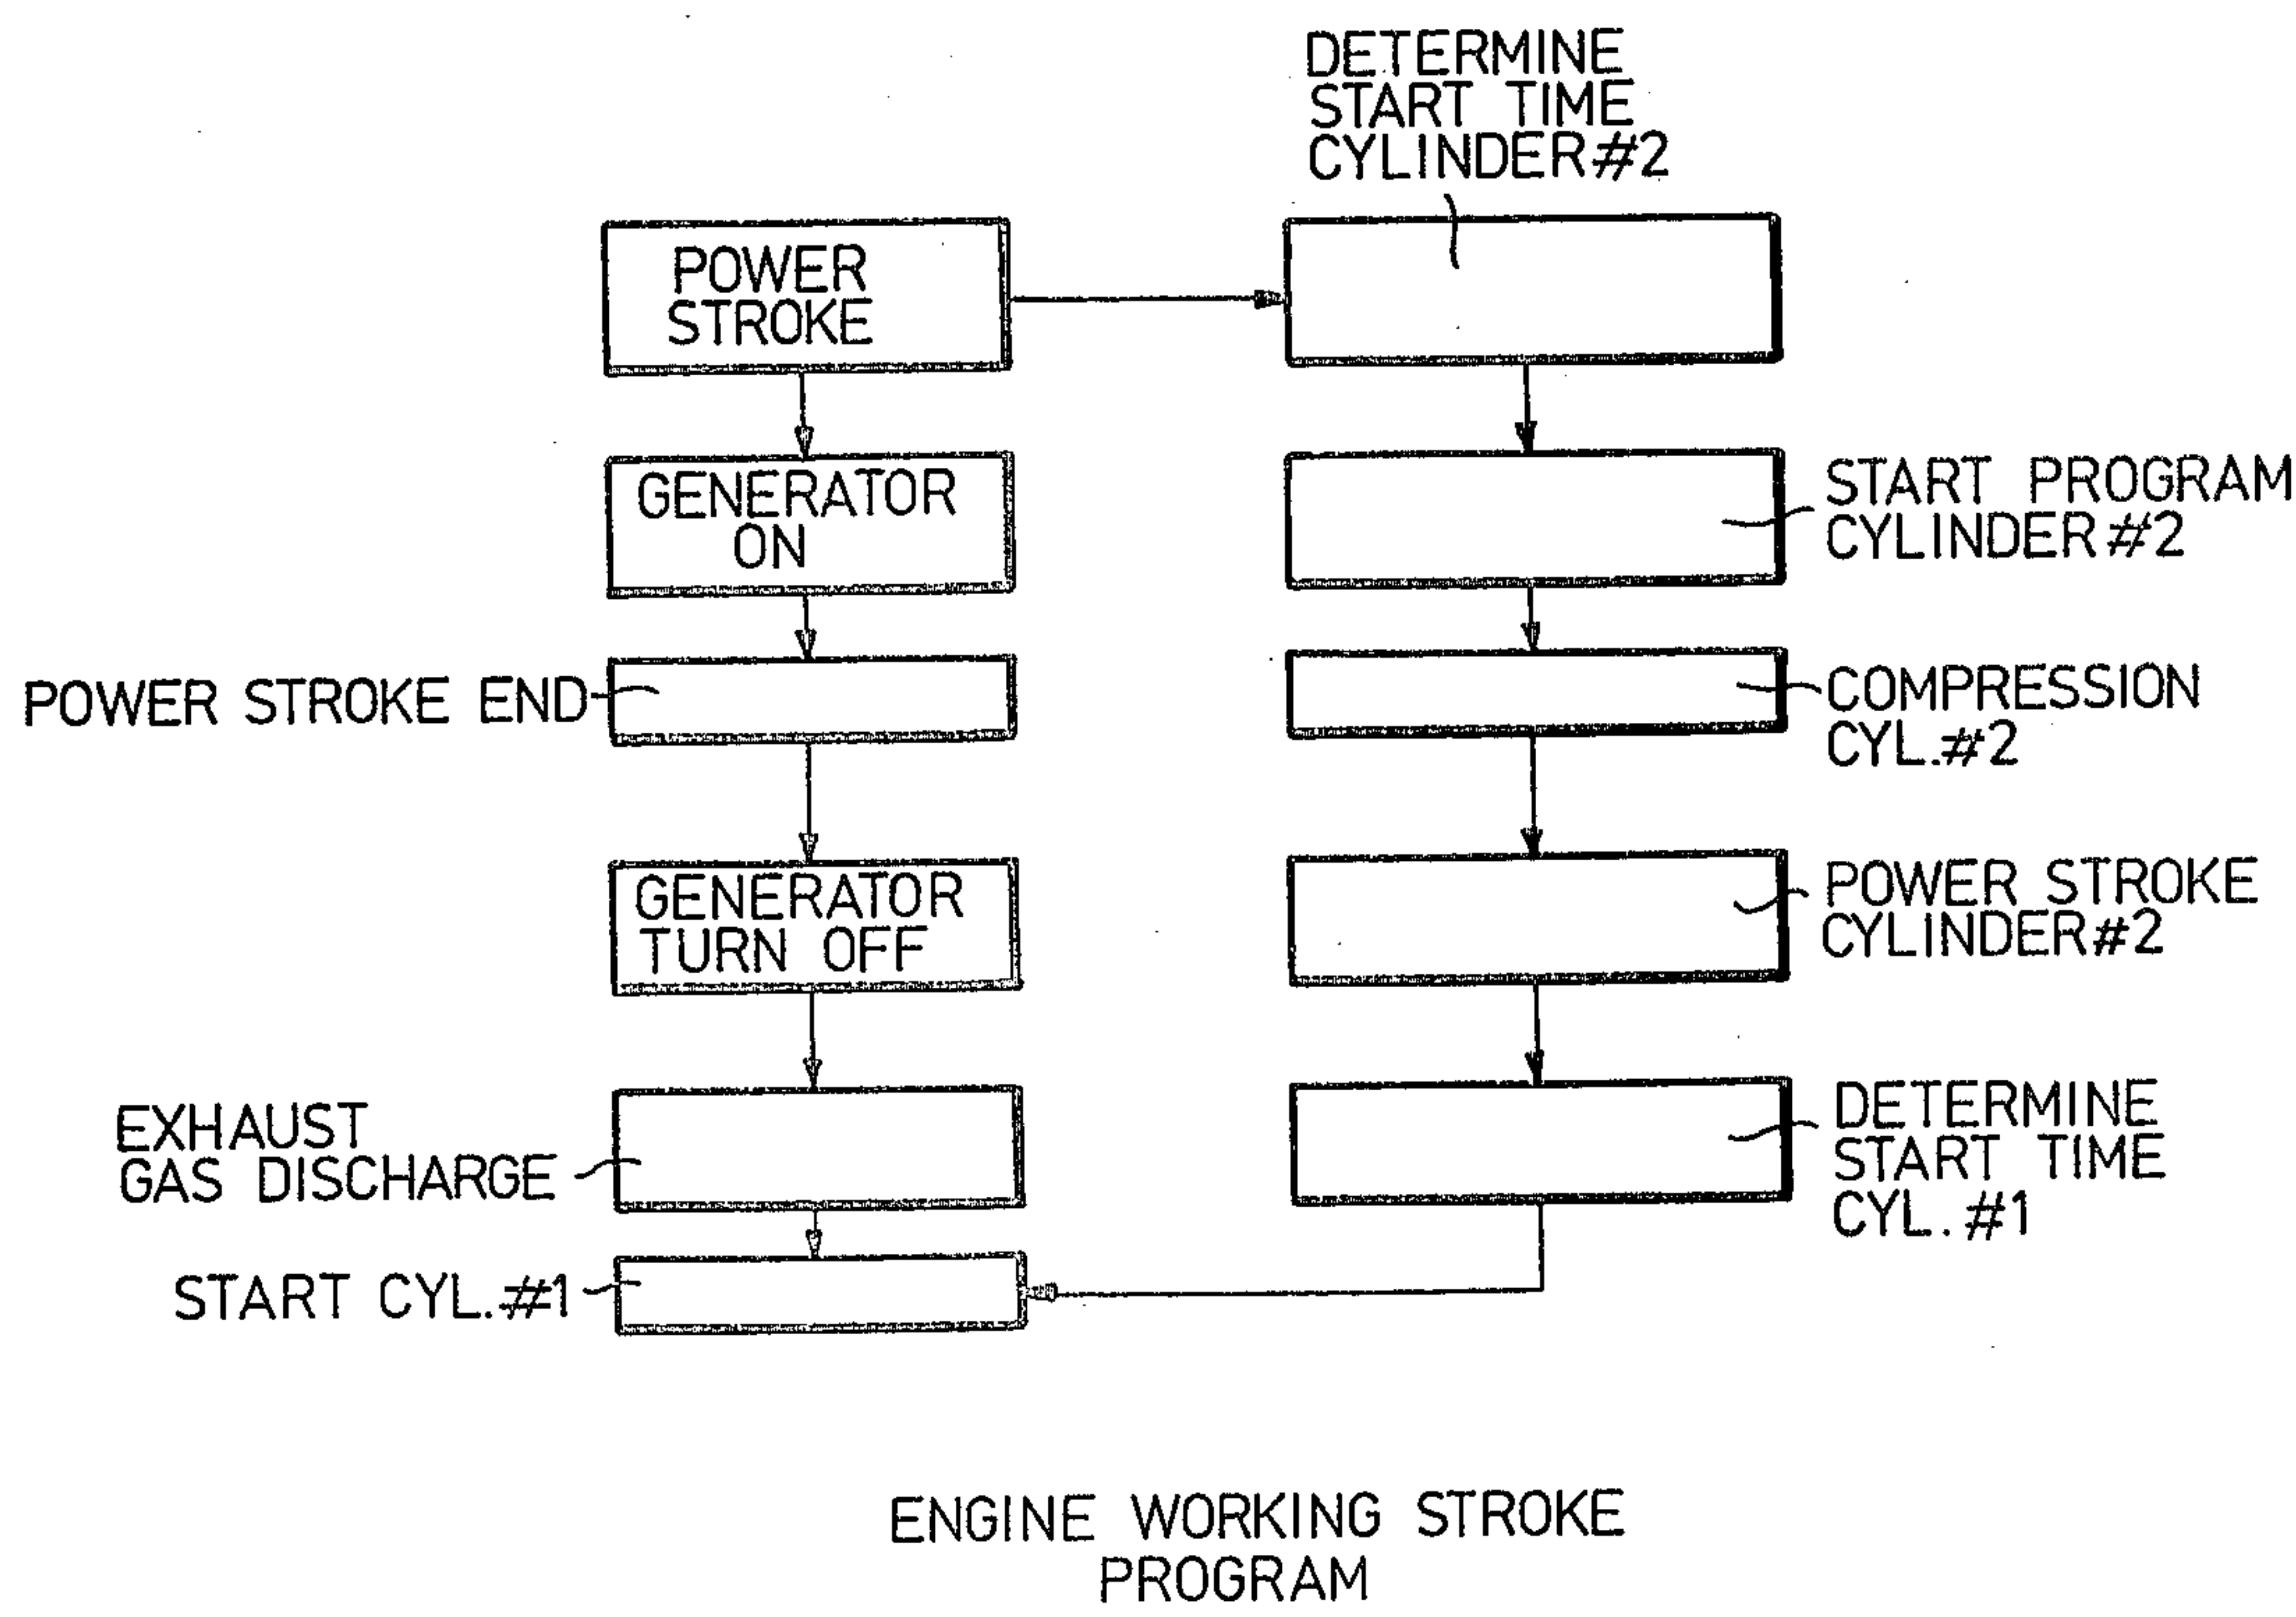 DETERMINE
START TIME
CYLINDER #2
POWER
STROKE
GENERATOR
ON
START PROGRAM
CYLINDER #2
POWER STROKE END
COMPRESSION
CYL. #2
GENERATOR
TURN OFF
POWER STROKE
CYLINDER #2
EXHAUST
GAS DISCHARGE
DETERMINE
START TIME
CYL. #1
START CYL. #1
ENGINE WORKING STROKE
PROGRAM